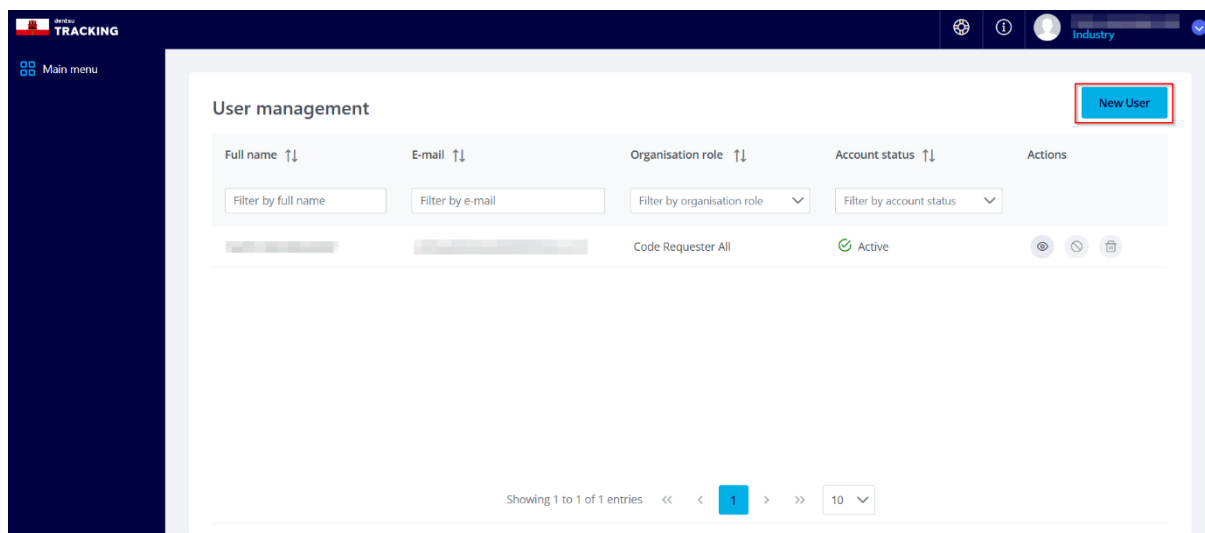 dentsu
TRACKING
Industry
Main menu
User management
New User
Full name
E-mail
Organisation role
Account status
Actions
Filter by full name
Filter by e-mail
Filter by organisation role
Filter by account status
Code Requester All
Active
Showing 1 to 1 of 1 entries
1
10